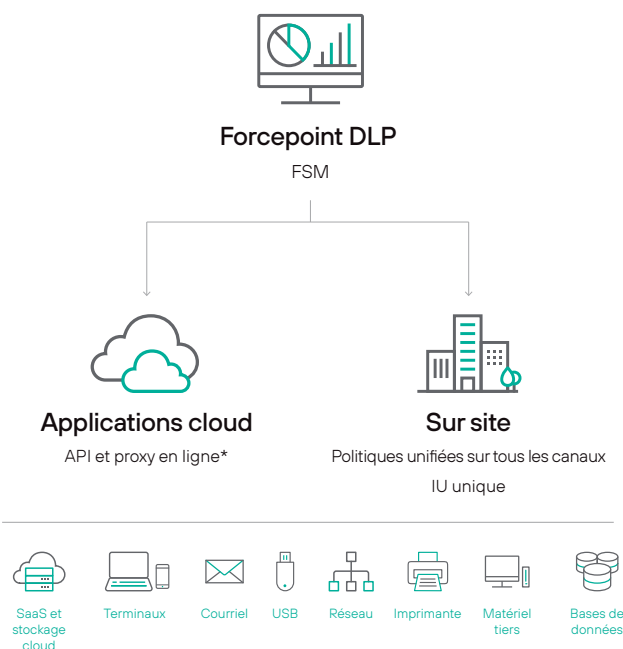 Forcepoint DLP
FSM
Applications cloud
API et proxy en ligne*
Sur site
Politiques unifiées sur tous les canaux
IU unique
SaaS et
stockage
cloud
Terminaux
Courriel
USB
Réseau
Imprimante
Matériel
tiers
Bases de
données